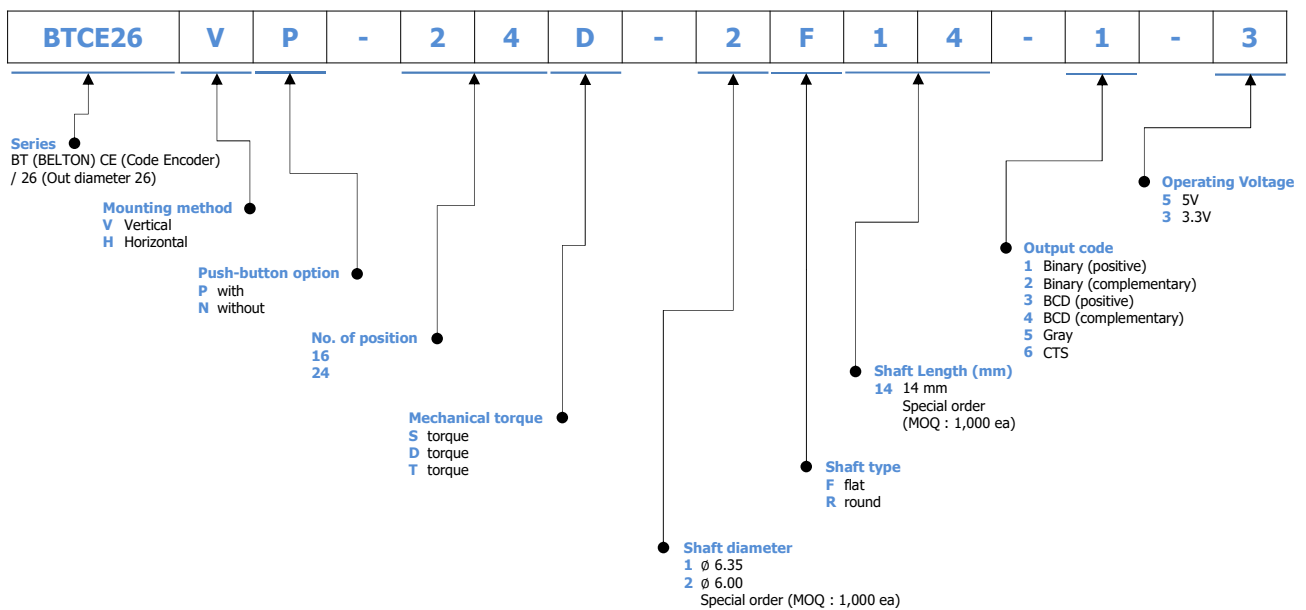 BTCE26 V P - 2 4 D - 2 F 1 4 - 1 - 3
Series
BT (BELTON) CE (Code Encoder)
/ 26 (Out diameter 26)
Mounting method
V Vertical
H Horizontal
Push-button option
P with
N without
No. of position
16
24
Mechanical torque
S torque
D torque
T torque
Shaft diameter
1 ø 6.35
2 ø 6.00
Special order (MOQ : 1,000 ea)
Shaft type
F flat
R round
Shaft Length (mm)
14 14 mm
Special order
(MOQ : 1,000 ea)
Output code
1 Binary (positive)
2 Binary (complementary)
3 BCD (positive)
4 BCD (complementary)
5 Gray
6 CTS
Operating Voltage
5 5V
3 3.3V